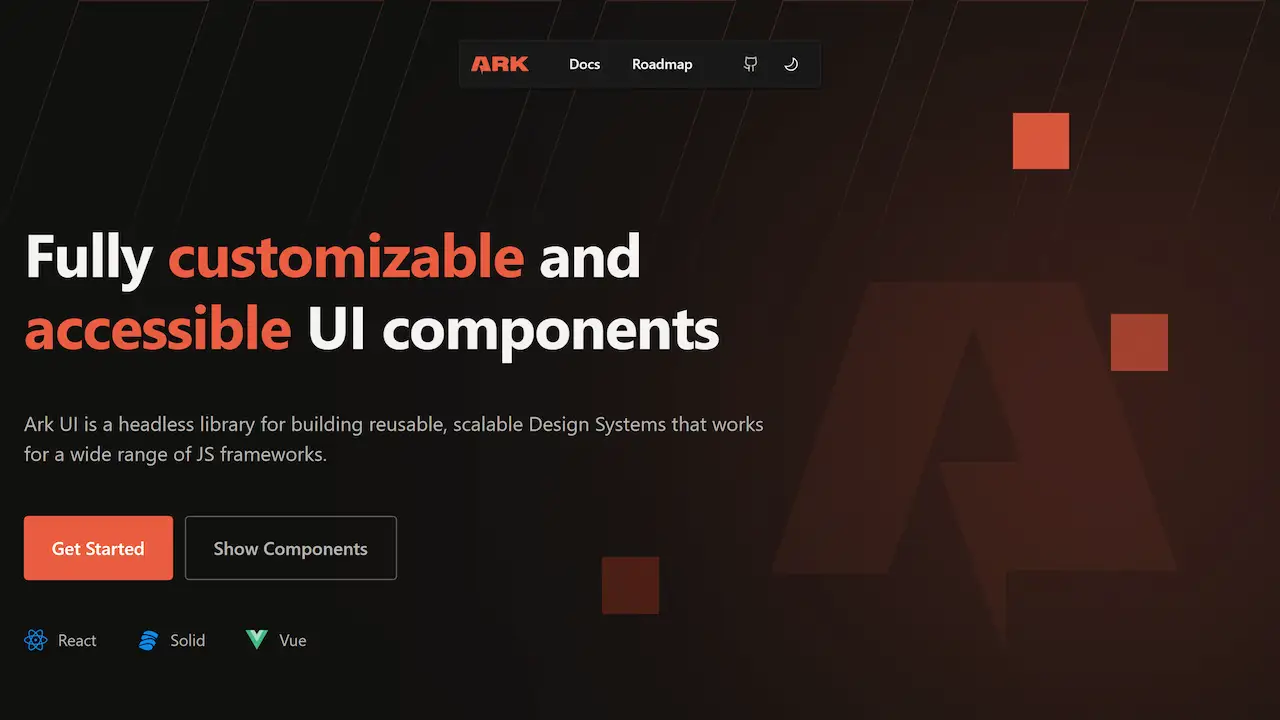 ARK Docs Roadmap
Fully customizable and
accessible UI components
Ark UI is a headless library for building reusable, scalable Design Systems that works
for a wide range of JS frameworks.
Get Started Show Components
React Solid Vue